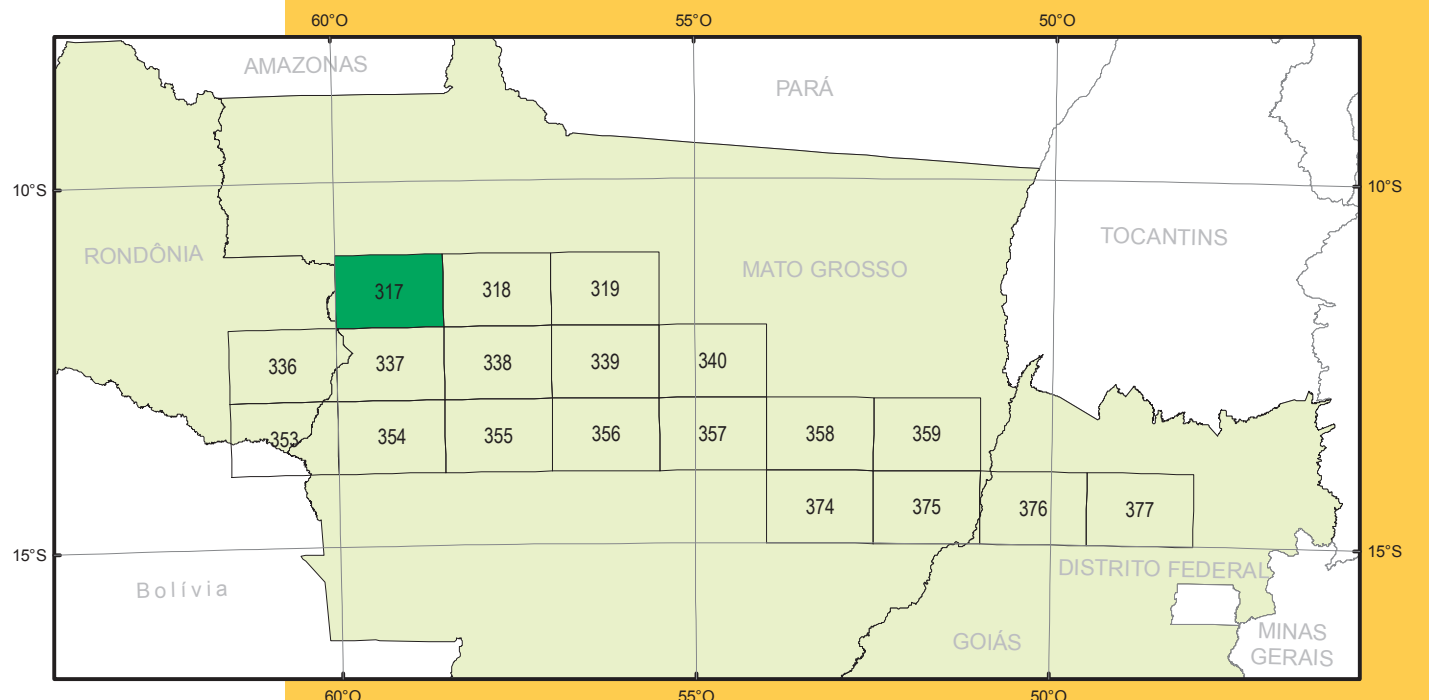 60°O 55°O 50°O
AMAZONAS
PARÁ
10°S 10°S
TOCANTINS
RONDÔNIA
MATO GROSSO
317 318 319
336 337 338 339 340
353 354 355 356 357 358 359
374 375 376 377
15°S 15°S
DISTRITO FEDERAL
Bolívia
MINAS
GOIÁS
GERAIS
60°O 55°O 50°O